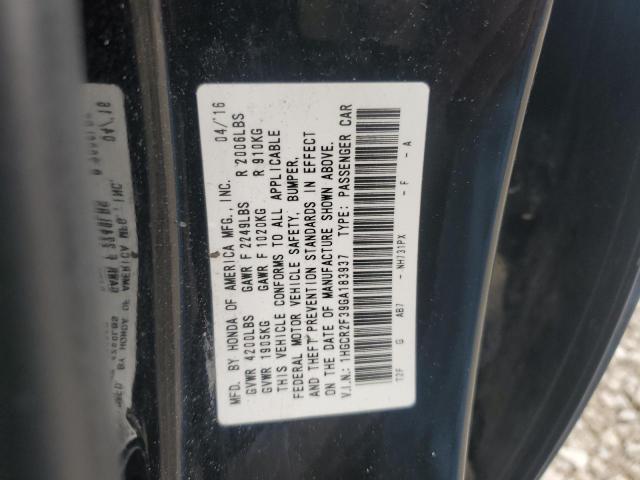 MFD. BY HONDA OF AMERICA MFG., INC. 04/'16
GVWR 4200LBS GAWR F 2249LBS R 2006LBS
GVWR 1905KG GAWR F 1020KG R 910KG
THIS VEHICLE CONFORMS TO ALL APPLICABLE
FEDERAL MOTOR VEHICLE SAFETY, BUMPER,
AND THEFT PREVENTION STANDARDS IN EFFECT
ON THE DATE OF MANUFACTURE SHOWN ABOVE.
V.I.N.: 1HGCR2F39GA183937 TYPE: PASSENGER CAR
T2F G AB7 - NH731PX - F - A